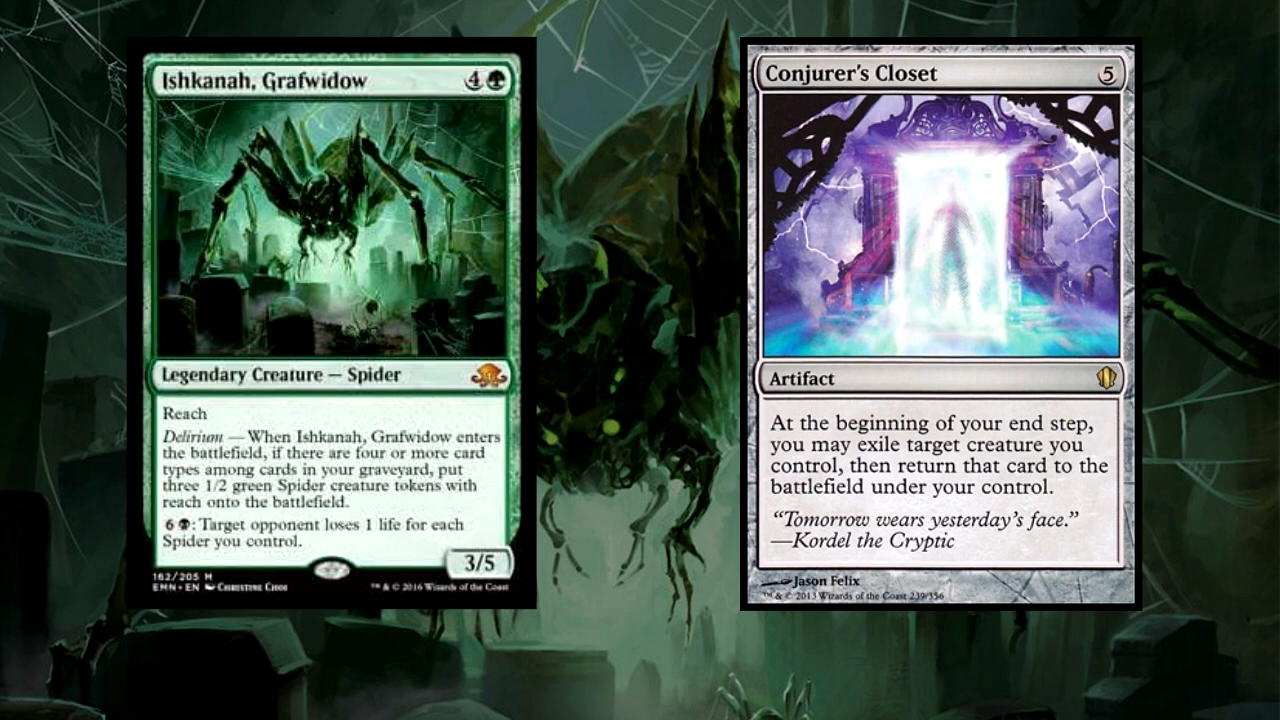 Ishkanah, Grafwidow 4
Legendary Creature — Spider
Reach
Delirium — When Ishkanah, Grafwidow enters
the battlefield, if there are four or more card
types among cards in your graveyard, put
three 1/2 green Spider creature tokens with
reach onto the battlefield.
6 : Target opponent loses 1 life for each
Spider you control.
3/5
162/205 M
EMN • EN Christine Choi
™ & © 2016 Wizards of the Coast
Conjurer's Closet 5
Artifact
At the beginning of your end step,
you may exile target creature you
control, then return that card to the
battlefield under your control.
"Tomorrow wears yesterday's face."
—Kordel the Cryptic
Jason Felix
™ & © 2013 Wizards of the Coast 239/356